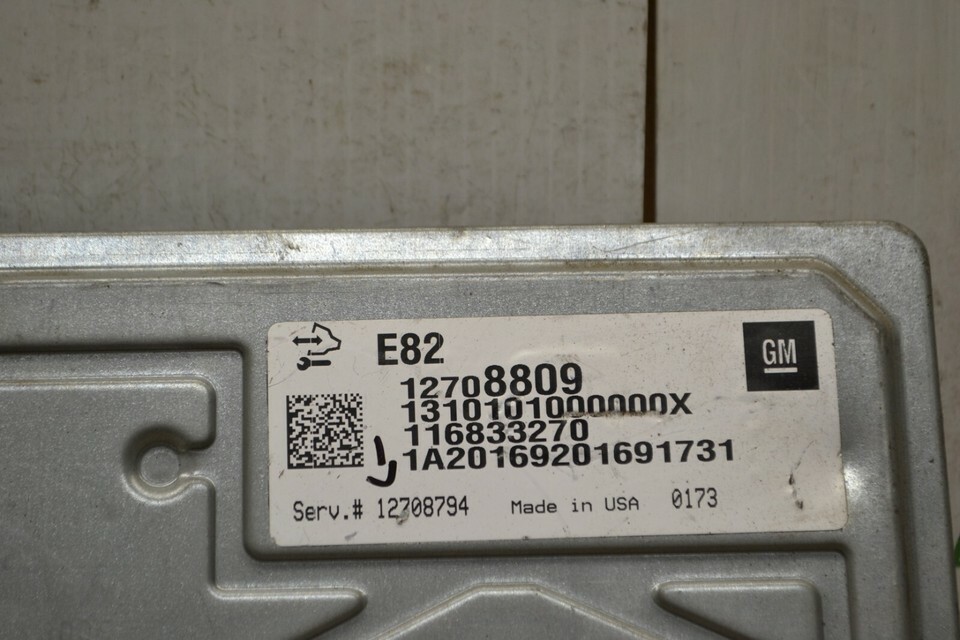 E82
GM
12708809
1310101000000X
116833270
1A20169201691731
Serv.# 12708794 Made in USA 0173